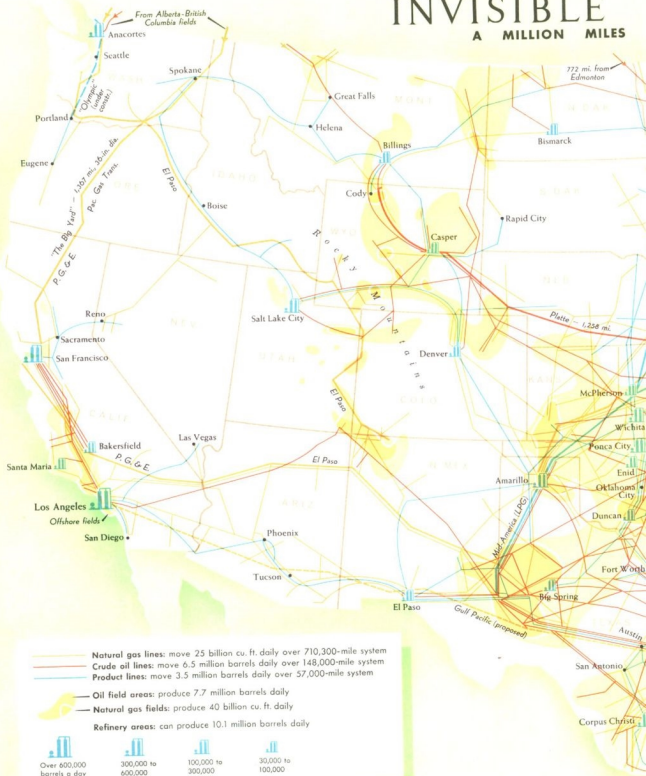 INVISIBLE
A MILLION MILES
From Alberta-British
Columbia fields
Anacortes
Seattle
Spokane
"Olympic"
(under
constr.)
Portland
Eugene
Great Falls
Helena
772 mi. from
Edmonton
Bismarck
Billings
Cody
Casper
Rapid City
"The Big Yard" — 1,367 mi., 36-in. dia.
Pac. Gas Trans.
P. G. & E.
El Paso
Boise
IDAHO
Rocky Mountains
Reno
Sacramento
San Francisco
NEV
UTAH
Salt Lake City
Denver
Platte — 1,258 mi.
McPherson
Wichita
Ponca City
Enid
Oklahoma
City
Duncan
CALIF
Bakersfield
Las Vegas
P. G. & E.
El Paso
El Paso
Santa Maria
Los Angeles
Offshore fields
San Diego
ARIZ
Phoenix
Tucson
El Paso
Amarillo
Mid-America (LPG)
Fort Worth
Big Spring
Gulf Pacific (proposed)
Austin
San Antonio
Corpus Christi
Natural gas lines: move 25 billion cu. ft. daily over 710,300-mile system
Crude oil lines: move 6.5 million barrels daily over 148,000-mile system
Product lines: move 3.5 million barrels daily over 57,000-mile system
Oil field areas: produce 7.7 million barrels daily
Natural gas fields: produce 40 billion cu. ft. daily
Refinery areas: can produce 10.1 million barrels daily
Over 600,000
barrels a day
300,000 to
600,000
100,000 to
300,000
30,000 to
100,000